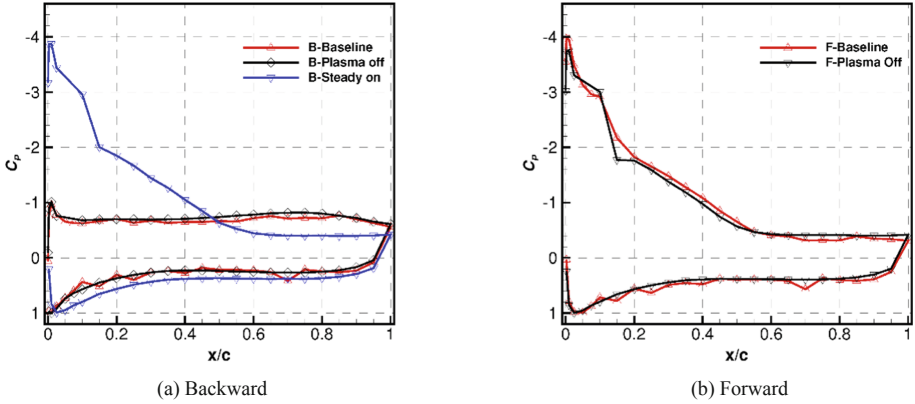 -4
-3
-2
-1
0
1
Cp
0
0.2
0.4
0.6
0.8
1
x/c
B-Baseline
B-Plasma off
B-Steady on
(a) Backward
-4
-3
-2
-1
0
1
Cp
0
0.2
0.4
0.6
0.8
1
x/c
F-Baseline
F-Plasma Off
(b) Forward